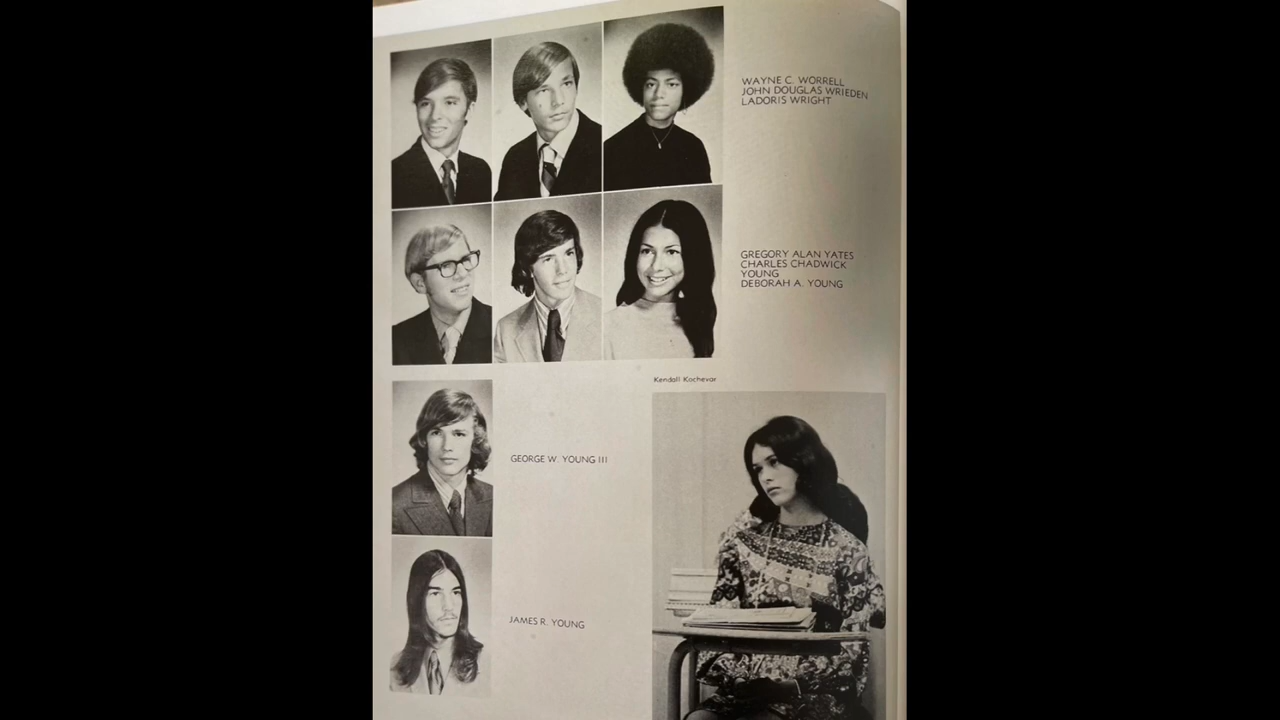 WAYNE C. WORRELL
JOHN DOUGLAS WRIEDEN
LADORIS WRIGHT
GREGORY ALAN YATES
CHARLES CHADWICK
YOUNG
DEBORAH A. YOUNG
Kendall Kochevar
GEORGE W. YOUNG III
JAMES R. YOUNG